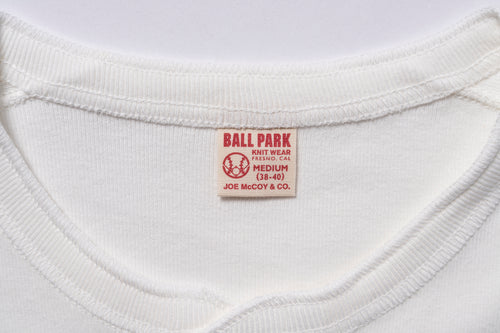 BALL PARK
KNIT WEAR
FRESNO, CAL
MEDIUM
(38-40)
JOE McCOY & CO.